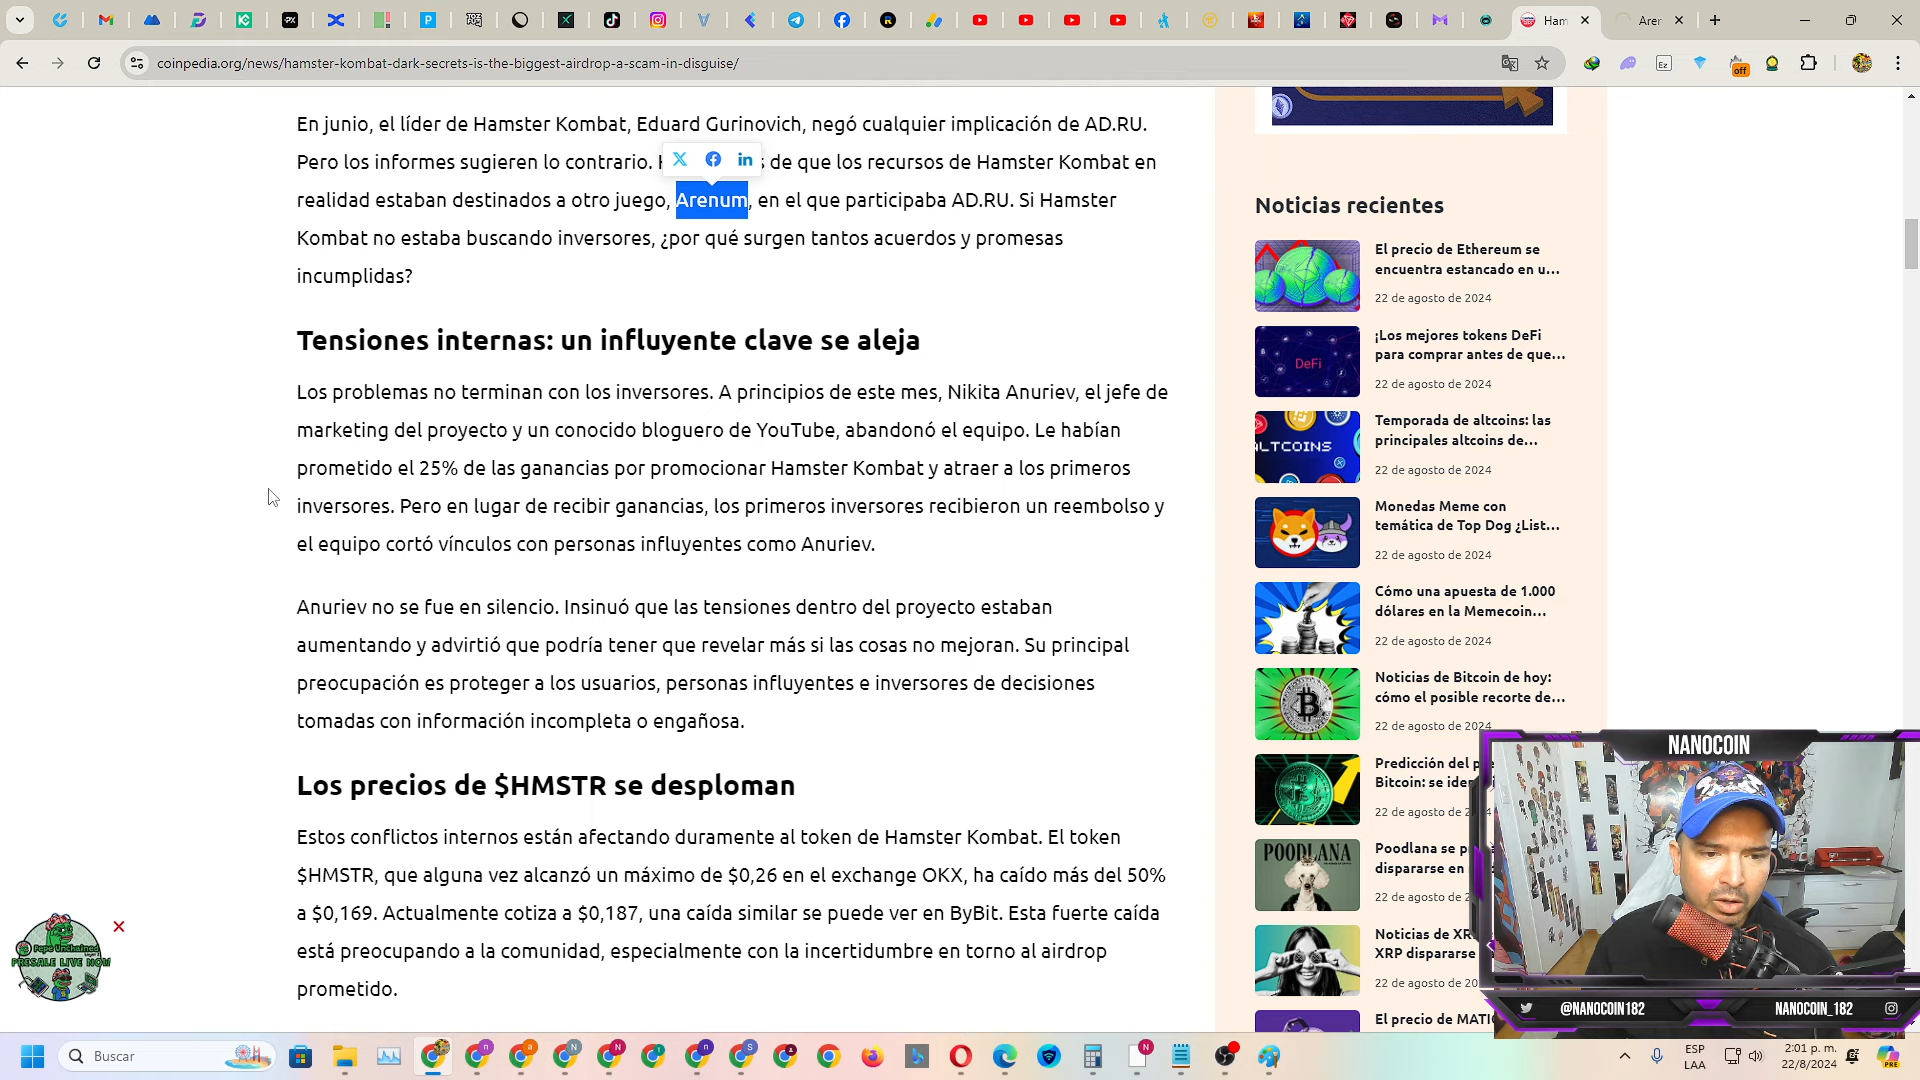 Ham
Arer
coinpedia.org/news/hamster-kombat-dark-secrets-is-the-biggest-airdrop-a-scam-in-disguise/
off
En junio, el líder de Hamster Kombat, Eduard Gurinovich, negó cualquier implicación de AD.RU.
Pero los informes sugieren lo contrario. H
s de que los recursos de Hamster Kombat en
realidad estaban destinados a otro juego, Arenum, en el que participaba AD.RU. Si Hamster
Kombat no estaba buscando inversores, ¿por qué surgen tantos acuerdos y promesas
incumplidas?
Tensiones internas: un influyente clave se aleja
Los problemas no terminan con los inversores. A principios de este mes, Nikita Anuriev, el jefe de
marketing del proyecto y un conocido bloguero de YouTube, abandonó el equipo. Le habían
prometido el 25% de las ganancias por promocionar Hamster Kombat y atraer a los primeros
inversores. Pero en lugar de recibir ganancias, los primeros inversores recibieron un reembolso y
el equipo cortó vínculos con personas influyentes como Anuriev.
Anuriev no se fue en silencio. Insinuó que las tensiones dentro del proyecto estaban
aumentando y advirtió que podría tener que revelar más si las cosas no mejoran. Su principal
preocupación es proteger a los usuarios, personas influyentes e inversores de decisiones
tomadas con información incompleta o engañosa.
Los precios de $HMSTR se desploman
Estos conflictos internos están afectando duramente al token de Hamster Kombat. El token
$HMSTR, que alguna vez alcanzó un máximo de $0,26 en el exchange OKX, ha caído más del 50%
a $0,169. Actualmente cotiza a $0,187, una caída similar se puede ver en ByBit. Esta fuerte caída
está preocupando a la comunidad, especialmente con la incertidumbre en torno al airdrop
prometido.
Pepe Unchained
PRESALE LIVE NOW
Noticias recientes
El precio de Ethereum se
encuentra estancado en u...
22 de agosto de 2024
DeFi
¡Los mejores tokens DeFi
para comprar antes de que...
22 de agosto de 2024
ALTCOINS
Temporada de altcoins: las
principales altcoins de...
22 de agosto de 2024
Monedas Meme con
temática de Top Dog ¿List...
22 de agosto de 2024
Cómo una apuesta de 1.000
dólares en la Memecoin...
22 de agosto de 2024
Noticias de Bitcoin de hoy:
cómo el posible recorte de...
22 de agosto de 2024
Predicción del pre
Bitcoin: se iden
22 de agosto de 2
POODLANA
Poodlana se p
dispararse en
22 de agosto de 2
Noticias de XR
XRP dispararse
22 de agosto de 20
El precio de MATIC
NANOCOIN
@NANOCOIN182
NANOCOIN_182
Buscar
ESP
LAA
2:01 p. m.
22/8/2024